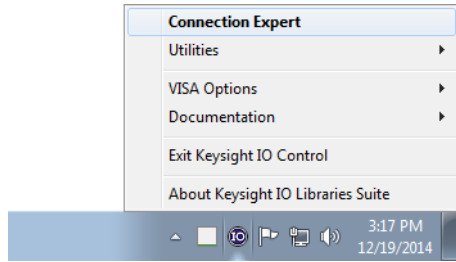 Connection Expert
Utilities
VISA Options
Documentation
Exit Keysight IO Control
About Keysight IO Libraries Suite
IO
3:17 PM
12/19/2014